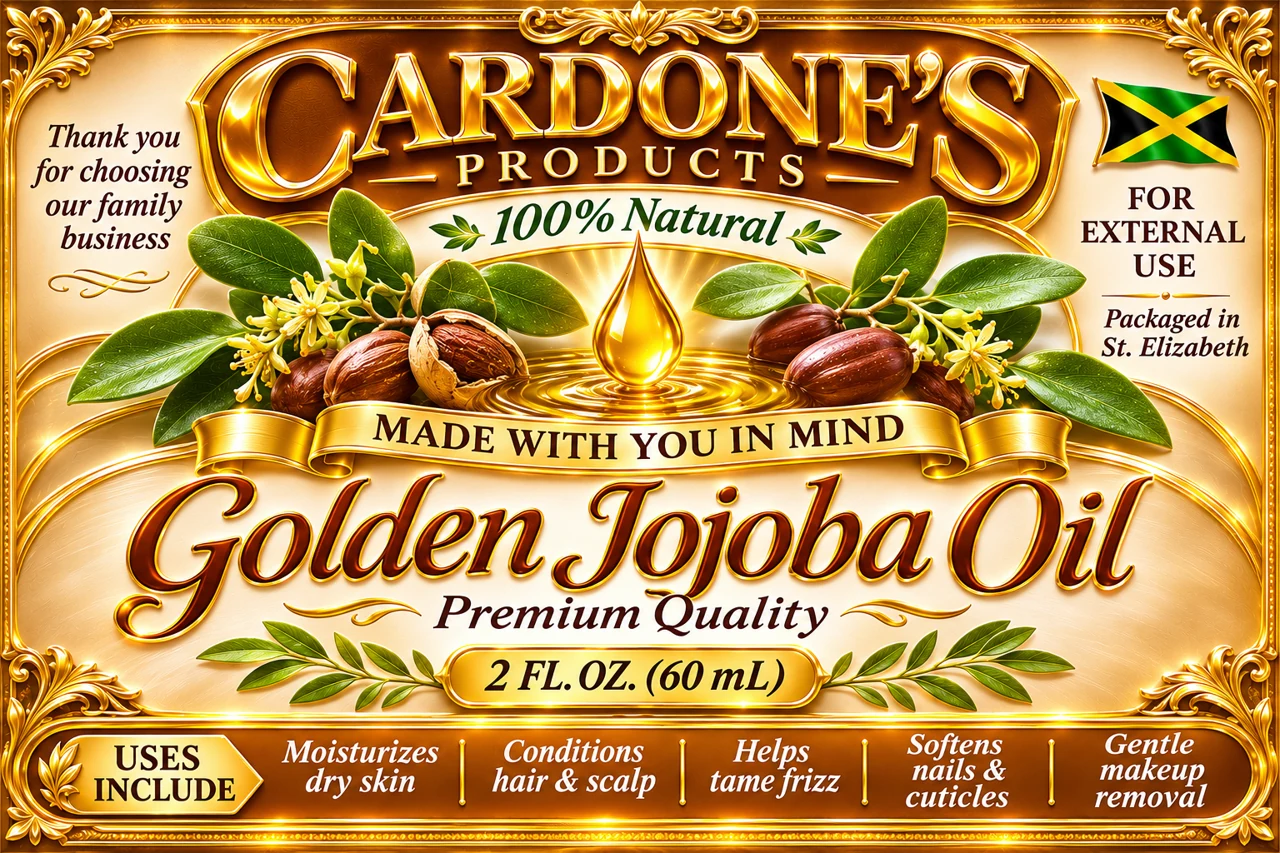 CARDONE'S
PRODUCTS
100% Natural
Thank you
for choosing
our family
business
FOR
EXTERNAL
USE
Packaged in
St. Elizabeth
MADE WITH YOU IN MIND
Golden Jojoba Oil
Premium Quality
2 FL. OZ. (60 mL)
USES
INCLUDE
Moisturizes
dry skin
Conditions
hair & scalp
Helps
tame frizz
Softens
nails &
cuticles
Gentle
makeup
removal